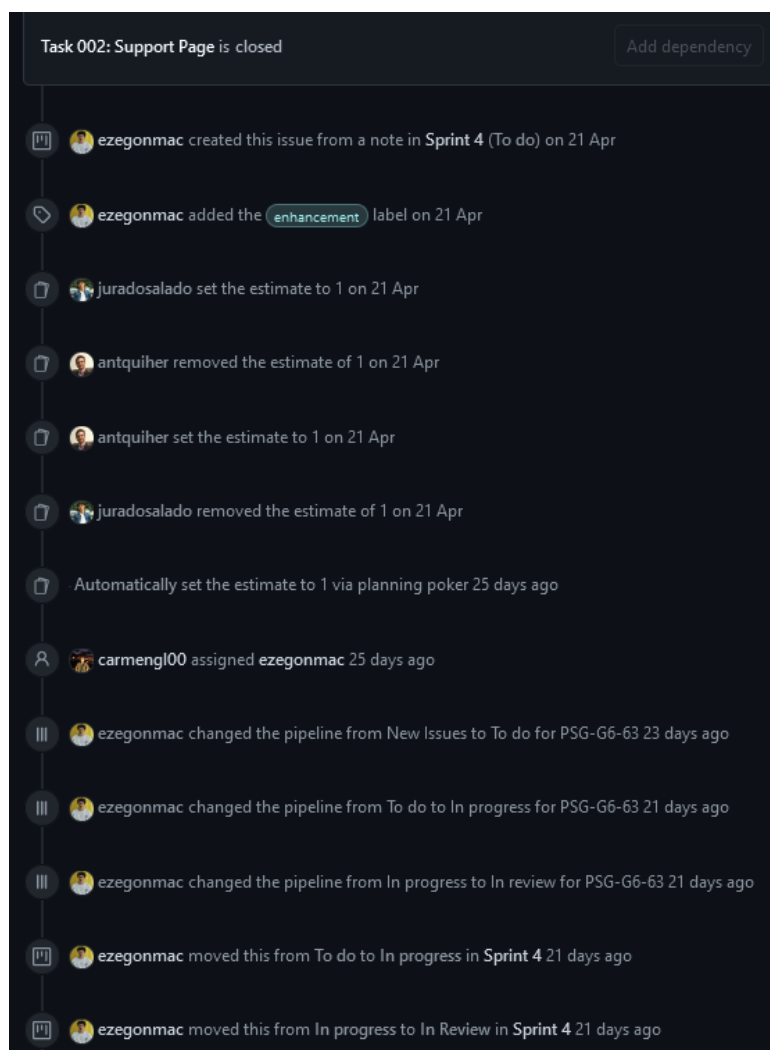 Task 002: Support Page is closed
Add dependency
ezegonmac created this issue from a note in Sprint 4 (To do) on 21 Apr
ezegonmac added the enhancement label on 21 Apr
juradosalado set the estimate to 1 on 21 Apr
antquiher removed the estimate of 1 on 21 Apr
antquiher set the estimate to 1 on 21 Apr
juradosalado removed the estimate of 1 on 21 Apr
Automatically set the estimate to 1 via planning poker 25 days ago
carmengl00 assigned ezegonmac 25 days ago
ezegonmac changed the pipeline from New Issues to To do for PSG-G6-63 23 days ago
ezegonmac changed the pipeline from To do to In progress for PSG-G6-63 21 days ago
ezegonmac changed the pipeline from In progress to In review for PSG-G6-63 21 days ago
ezegonmac moved this from To do to In progress in Sprint 4 21 days ago
ezegonmac moved this from In progress to In Review in Sprint 4 21 days ago